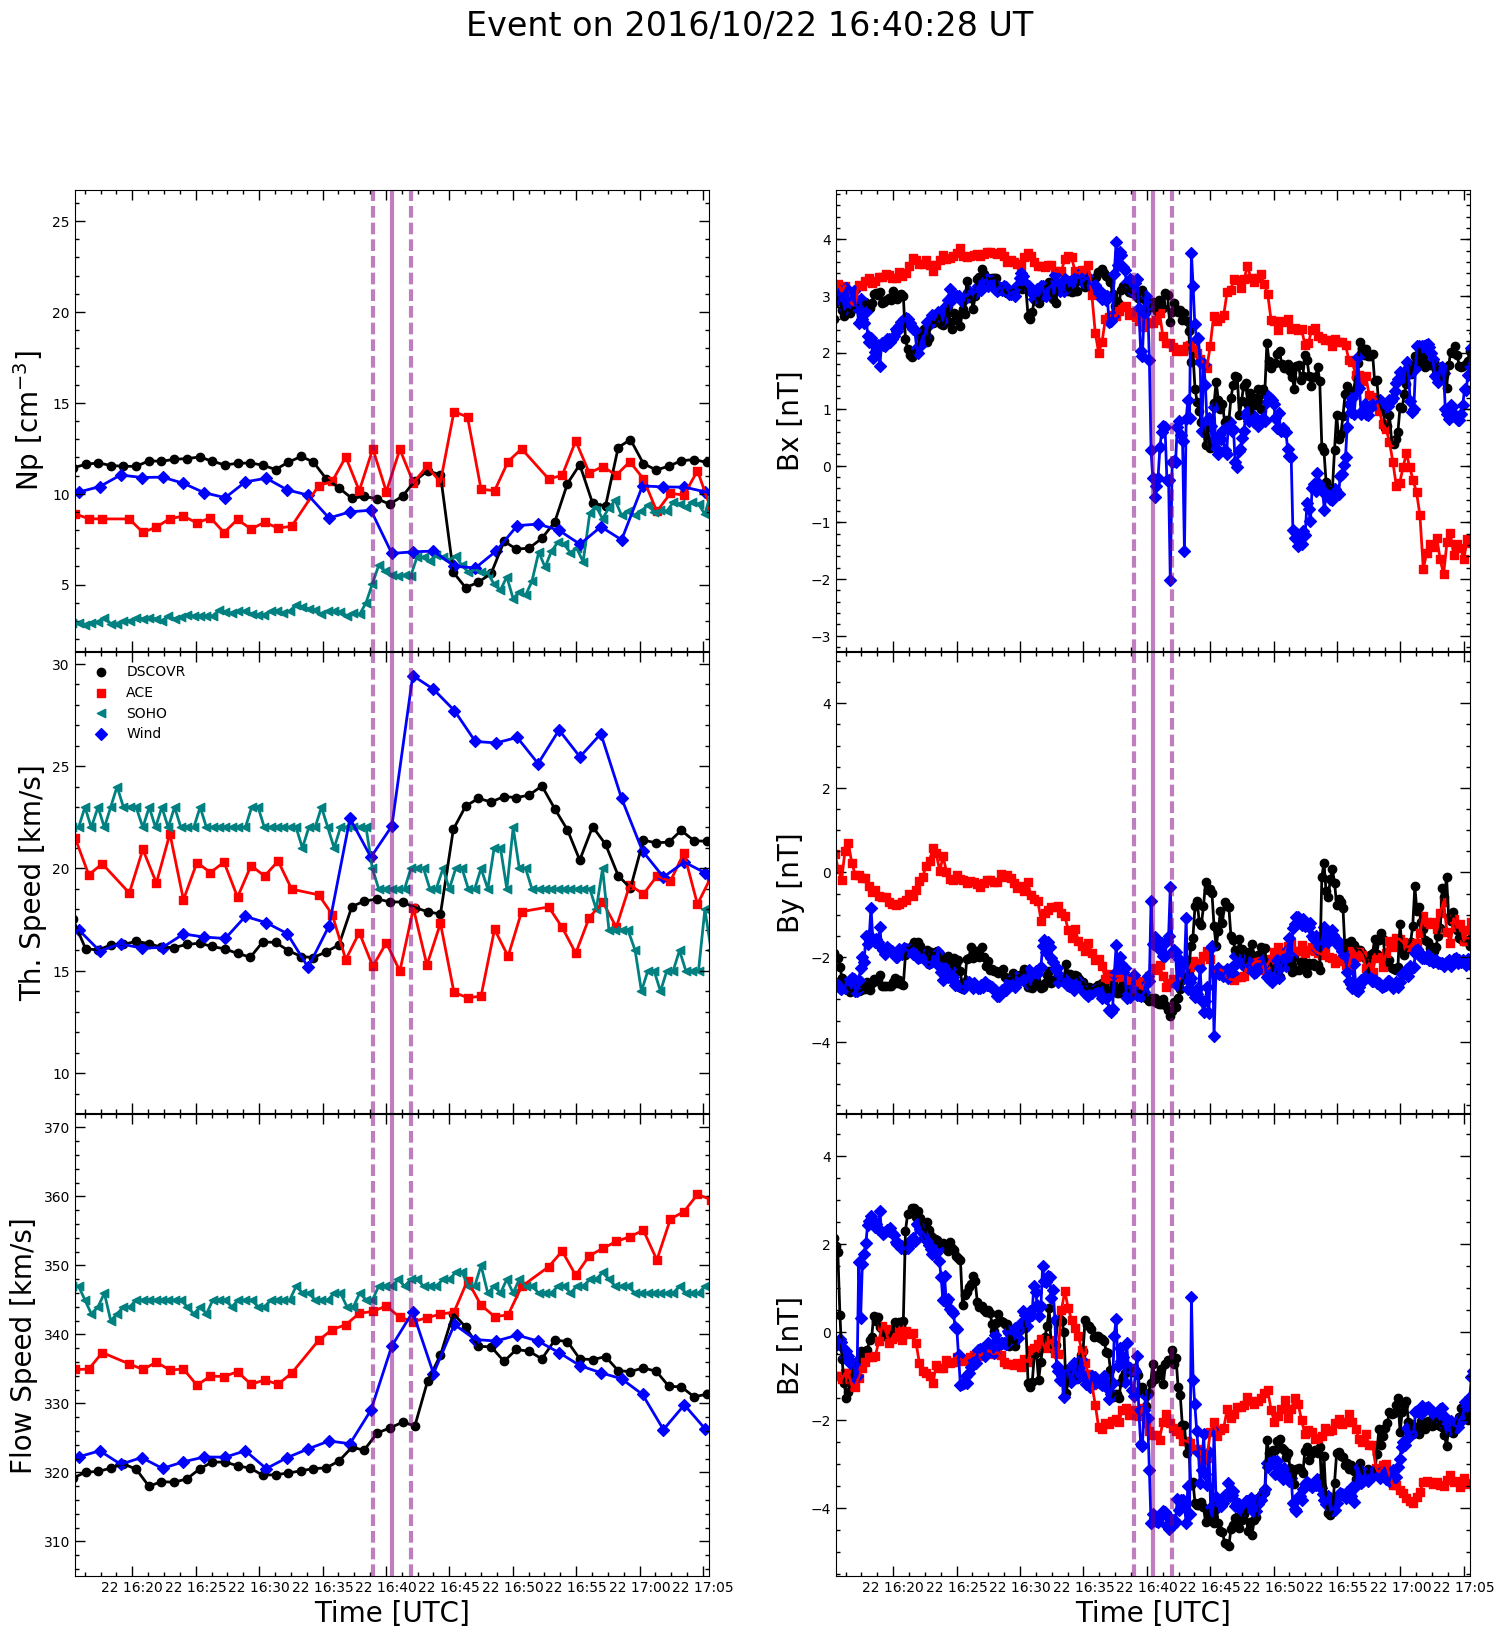 Event on 2016/10/22 16:40:28 UT
25
20
15
10
5
Np [cm⁻³]
30
25
20
15
10
Th. Speed [km/s]
DSCOVR
ACE
SOHO
Wind
370
360
350
340
330
320
310
Flow Speed [km/s]
22 16:20 22 16:25 22 16:30 22 16:35 22 16:40 22 16:45 22 16:50 22 16:55 22 17:00 22 17:05
Time [UTC]
4
3
2
1
0
−1
−2
−3
Bx [nT]
4
2
0
−2
−4
By [nT]
4
2
0
−2
−4
Bz [nT]
22 16:20 22 16:25 22 16:30 22 16:35 22 16:40 22 16:45 22 16:50 22 16:55 22 17:00 22 17:05
Time [UTC]